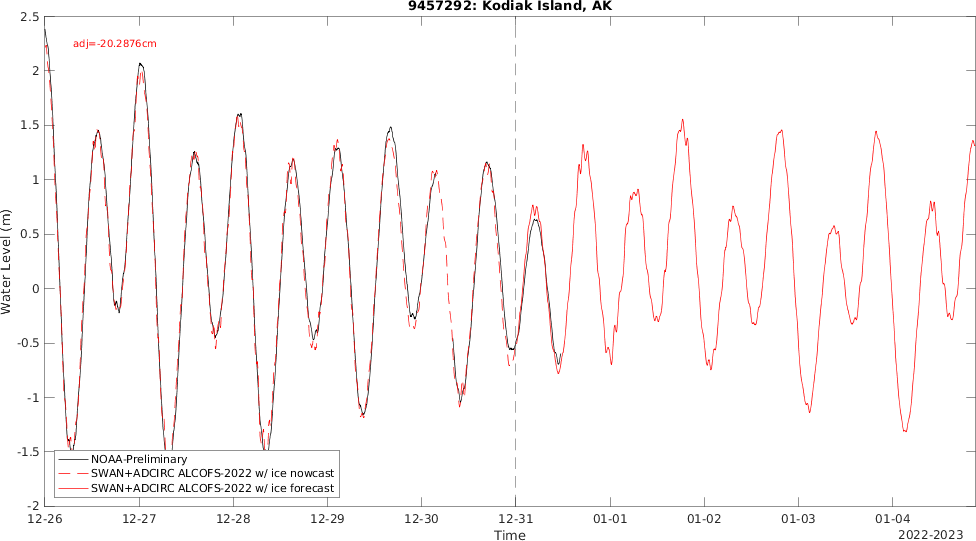 9457292: Kodiak Island, AK
adj=-20.2876cm
2.5
2
1.5
1
0.5
0
-0.5
-1
-1.5
-2
Water Level (m)
NOAA-Preliminary
SWAN+ADCIRC ALCOFS-2022 w/ ice nowcast
SWAN+ADCIRC ALCOFS-2022 w/ ice forecast
12-26 12-27 12-28 12-29 12-30 12-31 01-01 01-02 01-03 01-04
Time
2022-2023